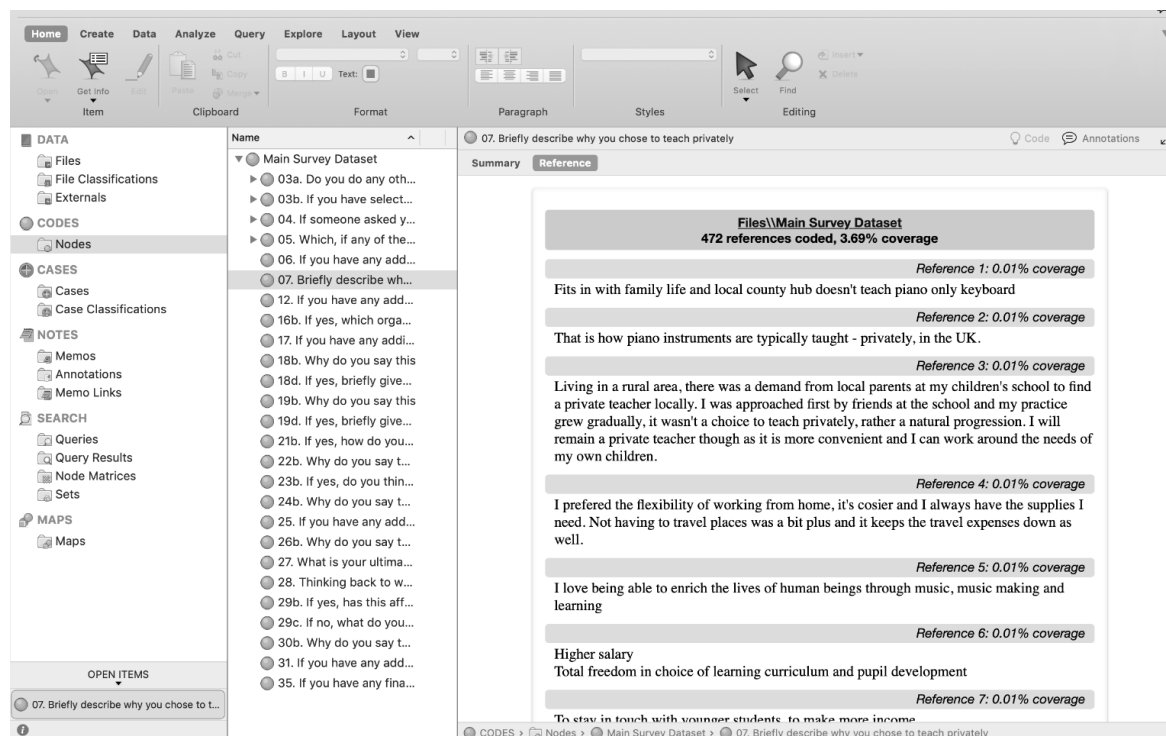 Home Create Data Analyze Query Explore Layout View
Open Get Info Edit Paste Cut
Copy
Merge
B I U Text:
Select Find Insert
Delete
Item Clipboard Format Paragraph Styles Editing
DATA
Files
File Classifications
Externals
CODES
Nodes
CASES
Cases
Case Classifications
NOTES
Memos
Annotations
Memo Links
SEARCH
Queries
Query Results
Node Matrices
Sets
MAPS
Maps
OPEN ITEMS
07. Briefly describe why you chose to t...
Name
Main Survey Dataset
03a. Do you do any oth...
03b. If you have select...
04. If someone asked y...
05. Which, if any of the...
06. If you have any add...
07. Briefly describe wh...
12. If you have any add...
16b. If yes, which orga...
17. If you have any addi...
18b. Why do you say this
18d. If yes, briefly give...
19b. Why do you say this
19d. If yes, briefly give...
21b. If yes, how do you...
22b. Why do you say t...
23b. If yes, do you thin...
24b. Why do you say t...
25. If you have any add...
26b. Why do you say t...
27. What is your ultima...
28. Thinking back to w...
29b. If yes, has this aff...
29c. If no, what do you...
30b. Why do you say t...
31. If you have any add...
35. If you have any fina...
07. Briefly describe why you chose to teach privately Code Annotations
Summary Reference
Files\\Main Survey Dataset
472 references coded, 3.69% coverage
Reference 1: 0.01% coverage
Fits in with family life and local county hub doesn't teach piano only keyboard
Reference 2: 0.01% coverage
That is how piano instruments are typically taught - privately, in the UK.
Reference 3: 0.01% coverage
Living in a rural area, there was a demand from local parents at my children's school to find
a private teacher locally. I was approached first by friends at the school and my practice
grew gradually, it wasn't a choice to teach privately, rather a natural progression. I will
remain a private teacher though as it is more convenient and I can work around the needs of
my own children.
Reference 4: 0.01% coverage
I prefered the flexibility of working from home, it's cosier and I always have the supplies I
need. Not having to travel places was a bit plus and it keeps the travel expenses down as
well.
Reference 5: 0.01% coverage
I love being able to enrich the lives of human beings through music, music making and
learning
Reference 6: 0.01% coverage
Higher salary
Total freedom in choice of learning curriculum and pupil development
Reference 7: 0.01% coverage
To stay in touch with younger students, to make more income
CODES › Nodes › Main Survey Dataset › 07. Briefly describe why you chose to teach privately